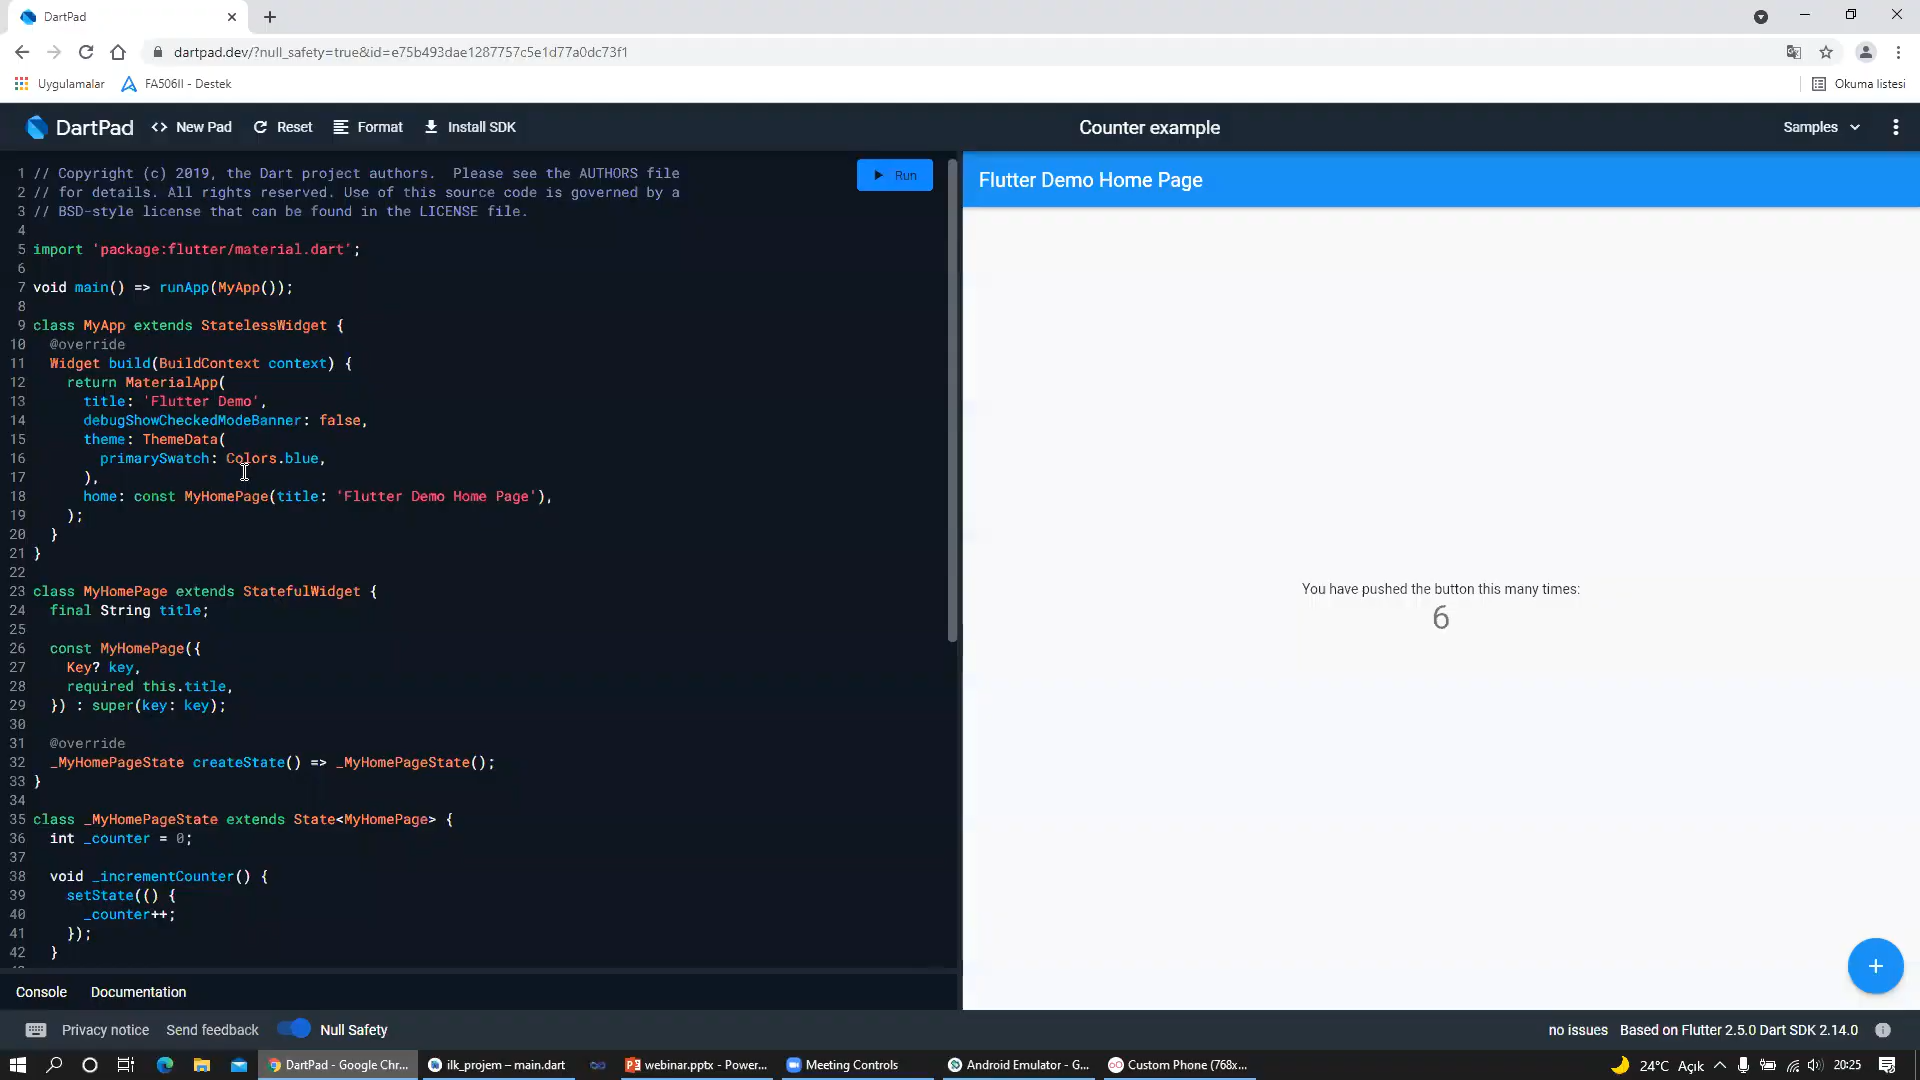 DartPad
dartpad.dev/?null_safety=true&id=e75b493dae1287757c5e1d77a0dc73f1
Uygulamalar
FA506II - Destek
Okuma listesi
DartPad
<> New Pad
Reset
Format
Install SDK
Counter example
Samples
Run
1 // Copyright (c) 2019, the Dart project authors.  Please see the AUTHORS file
2 // for details. All rights reserved. Use of this source code is governed by a
3 // BSD-style license that can be found in the LICENSE file.
4
5 import 'package:flutter/material.dart';
6
7 void main() => runApp(MyApp());
8
9 class MyApp extends StatelessWidget {
10   @override
11   Widget build(BuildContext context) {
12     return MaterialApp(
13       title: 'Flutter Demo',
14       debugShowCheckedModeBanner: false,
15       theme: ThemeData(
16         primarySwatch: Colors.blue,
17       ),
18       home: const MyHomePage(title: 'Flutter Demo Home Page'),
19     );
20   }
21 }
22
23 class MyHomePage extends StatefulWidget {
24   final String title;
25
26   const MyHomePage({
27     Key? key,
28     required this.title,
29   }) : super(key: key);
30
31   @override
32   _MyHomePageState createState() => _MyHomePageState();
33 }
34
35 class _MyHomePageState extends State<MyHomePage> {
36   int _counter = 0;
37
38   void _incrementCounter() {
39     setState(() {
40       _counter++;
41     });
42   }
Flutter Demo Home Page
You have pushed the button this many times:
6
+
Console
Documentation
Privacy notice
Send feedback
Null Safety
no issues
Based on Flutter 2.5.0 Dart SDK 2.14.0
DartPad - Google Chr...
ilk_projem – main.dart
webinar.pptx - Power...
Meeting Controls
Android Emulator - G...
Custom Phone (768x...
24°C Açık
20:25